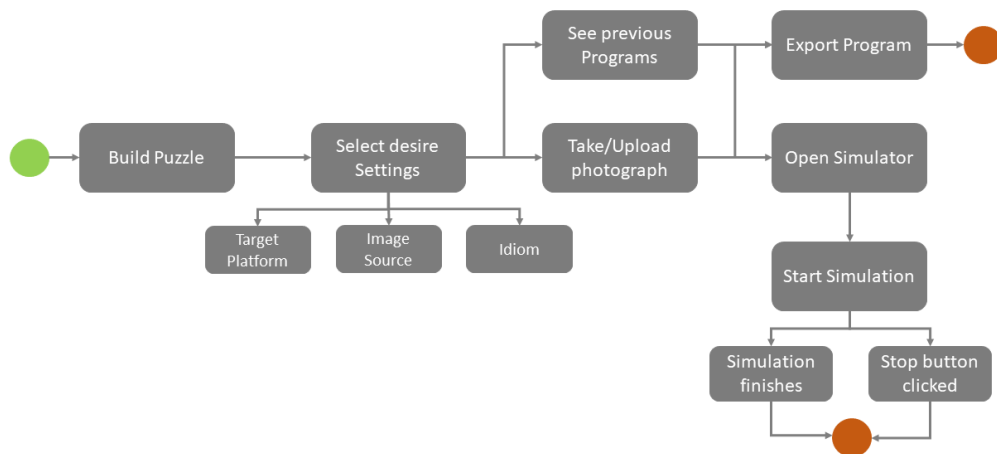 See previous
Programs
Export Program
Build Puzzle
Select desire
Settings
Take/Upload
photograph
Open Simulator
Target
Platform
Image
Source
Idiom
Start Simulation
Simulation
finishes
Stop button
clicked